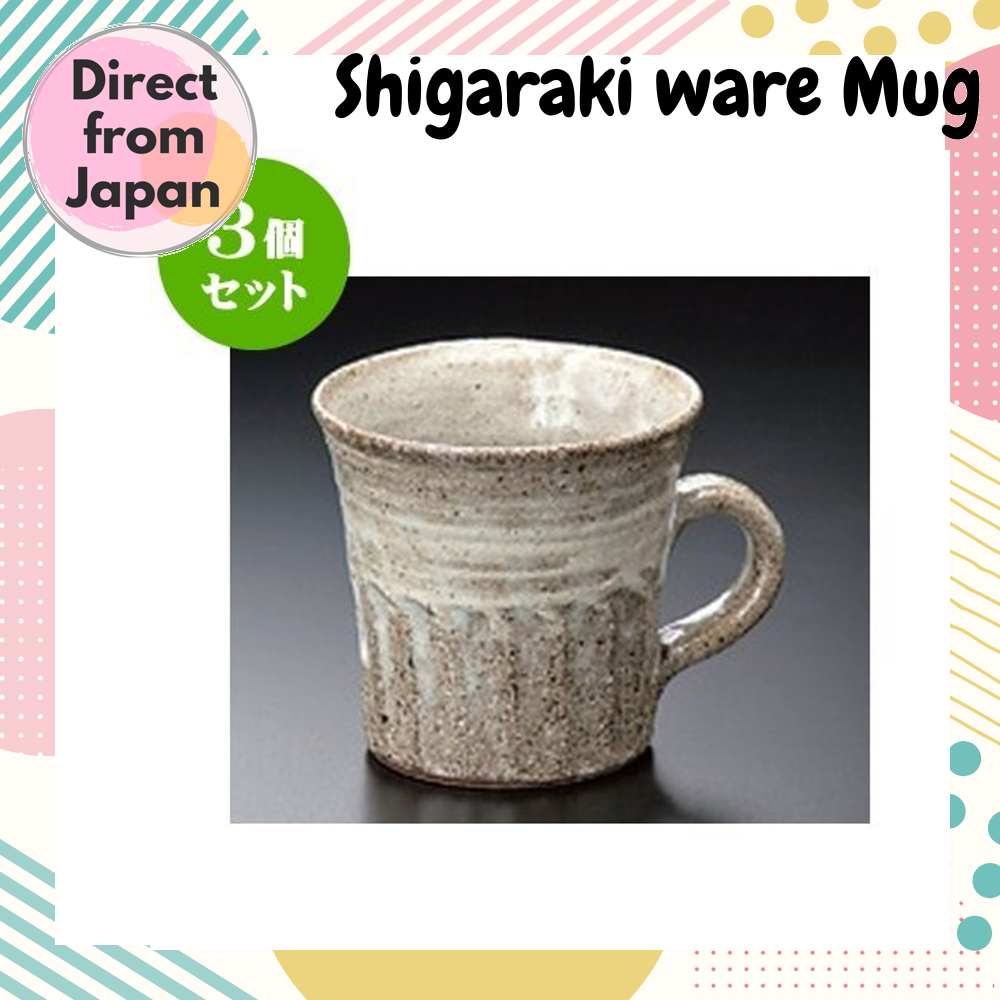 Direct
from
Japan
Shigaraki ware Mug
3個
セット